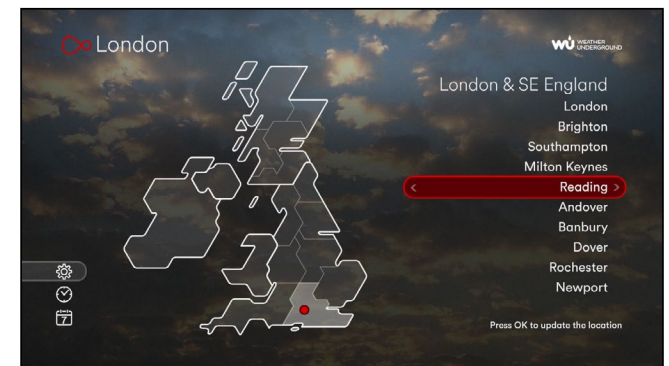 London
WU WEATHER
UNDERGROUND
London & SE England
London
Brighton
Southampton
Milton Keynes
< Reading >
Andover
Banbury
Dover
Rochester
Newport
7
Press OK to update the location